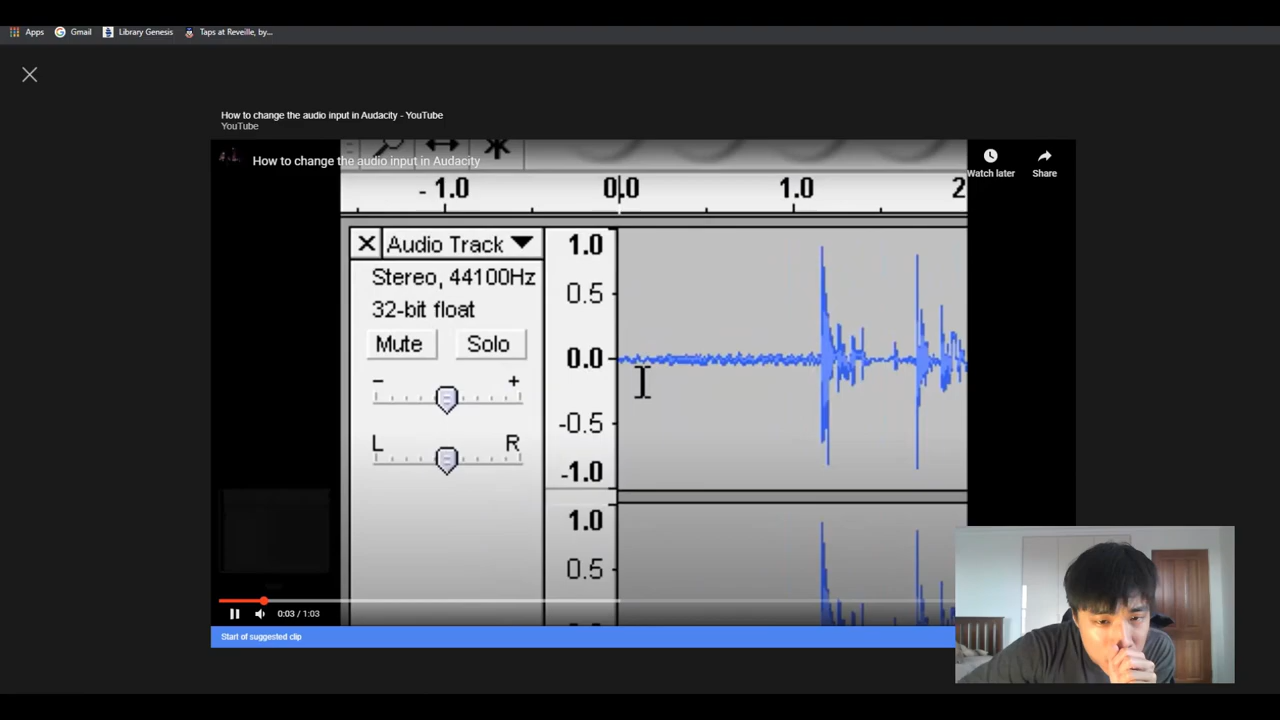 Apps Gmail Library Genesis Taps at Reveille, by...
How to change the audio input in Audacity - YouTube
YouTube
How to change the audio input in Audacity
Watch later Share
- 1.0 0.0 1.0 2
Audio Track
Stereo, 44100Hz
32-bit float
Mute Solo
- +
L R
1.0
0.5
0.0
-0.5
-1.0
1.0
0.5
0:03 / 1:03
Start of suggested clip